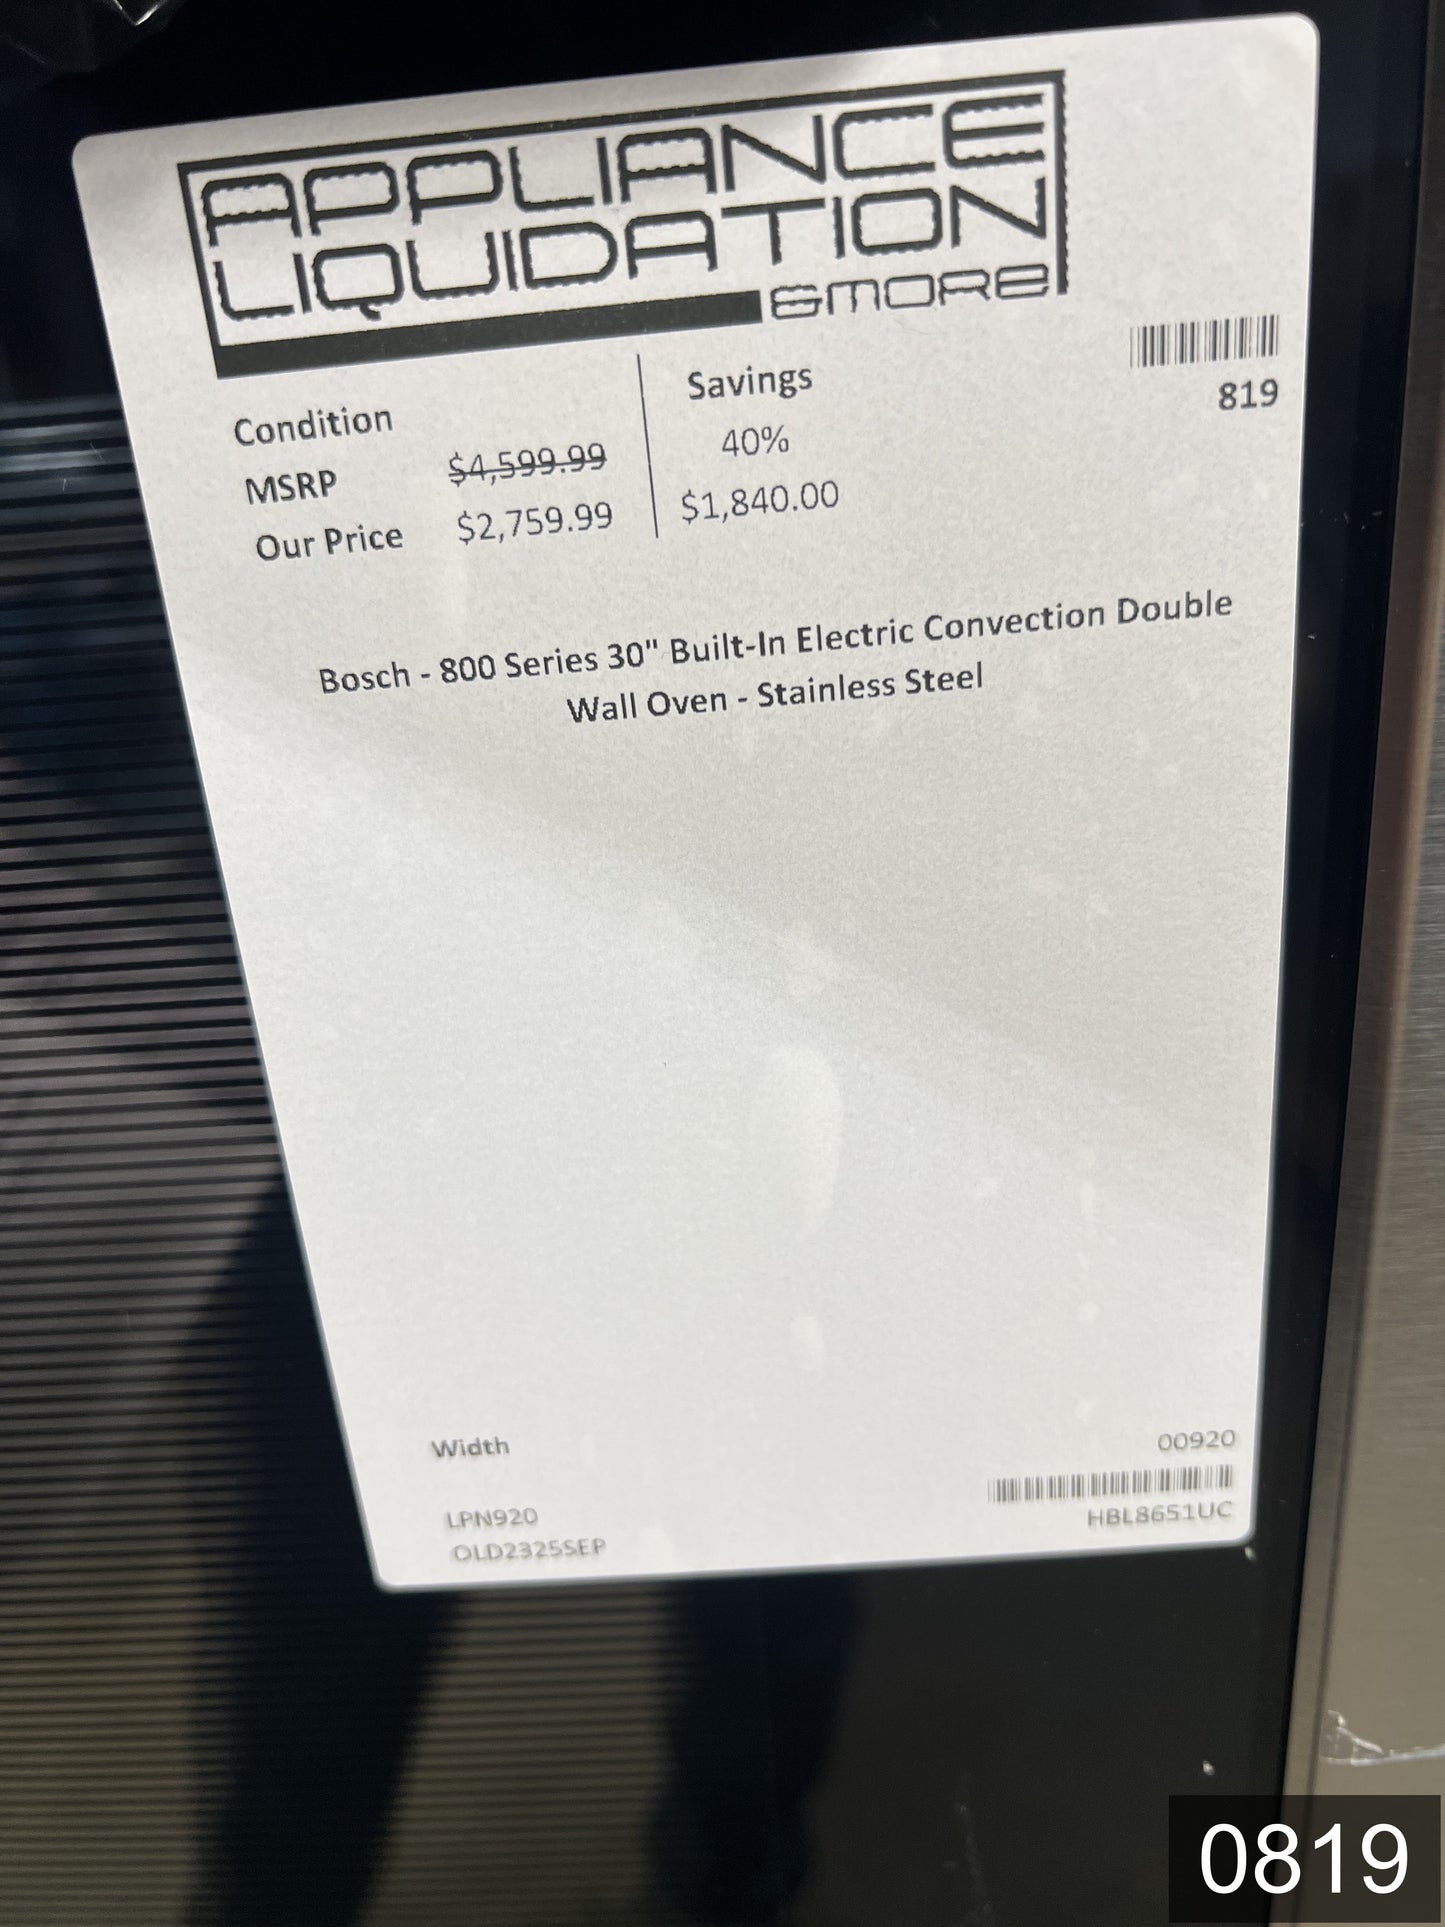 APPLIANCE
LIQUIDATION
&MORE
819
Condition
MSRP $4,599.99
Our Price $2,759.99
Savings
40%
$1,840.00
Bosch - 800 Series 30" Built-In Electric Convection Double
Wall Oven - Stainless Steel
Width
00920
LPN920
HBL8651UC
OLD2325SEP
0819